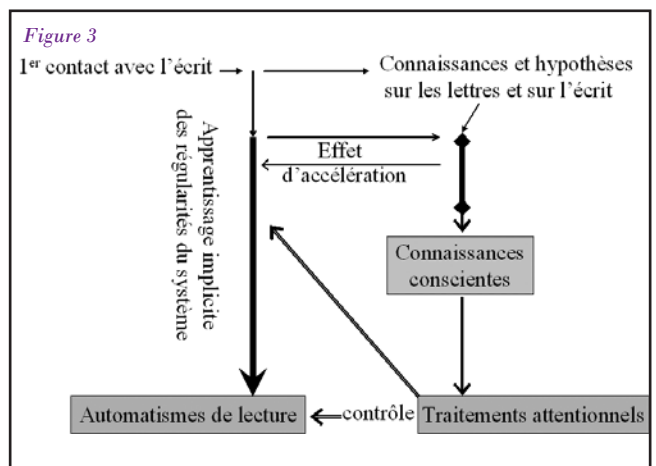 Figure 3
1er contact avec l'écrit
Connaissances et hypothèses
sur les lettres et sur l'écrit
Apprentissage implicite
des régularités du système
Effet
d'accélération
Connaissances
conscientes
Automatismes de lecture
contrôle
Traitements attentionnels